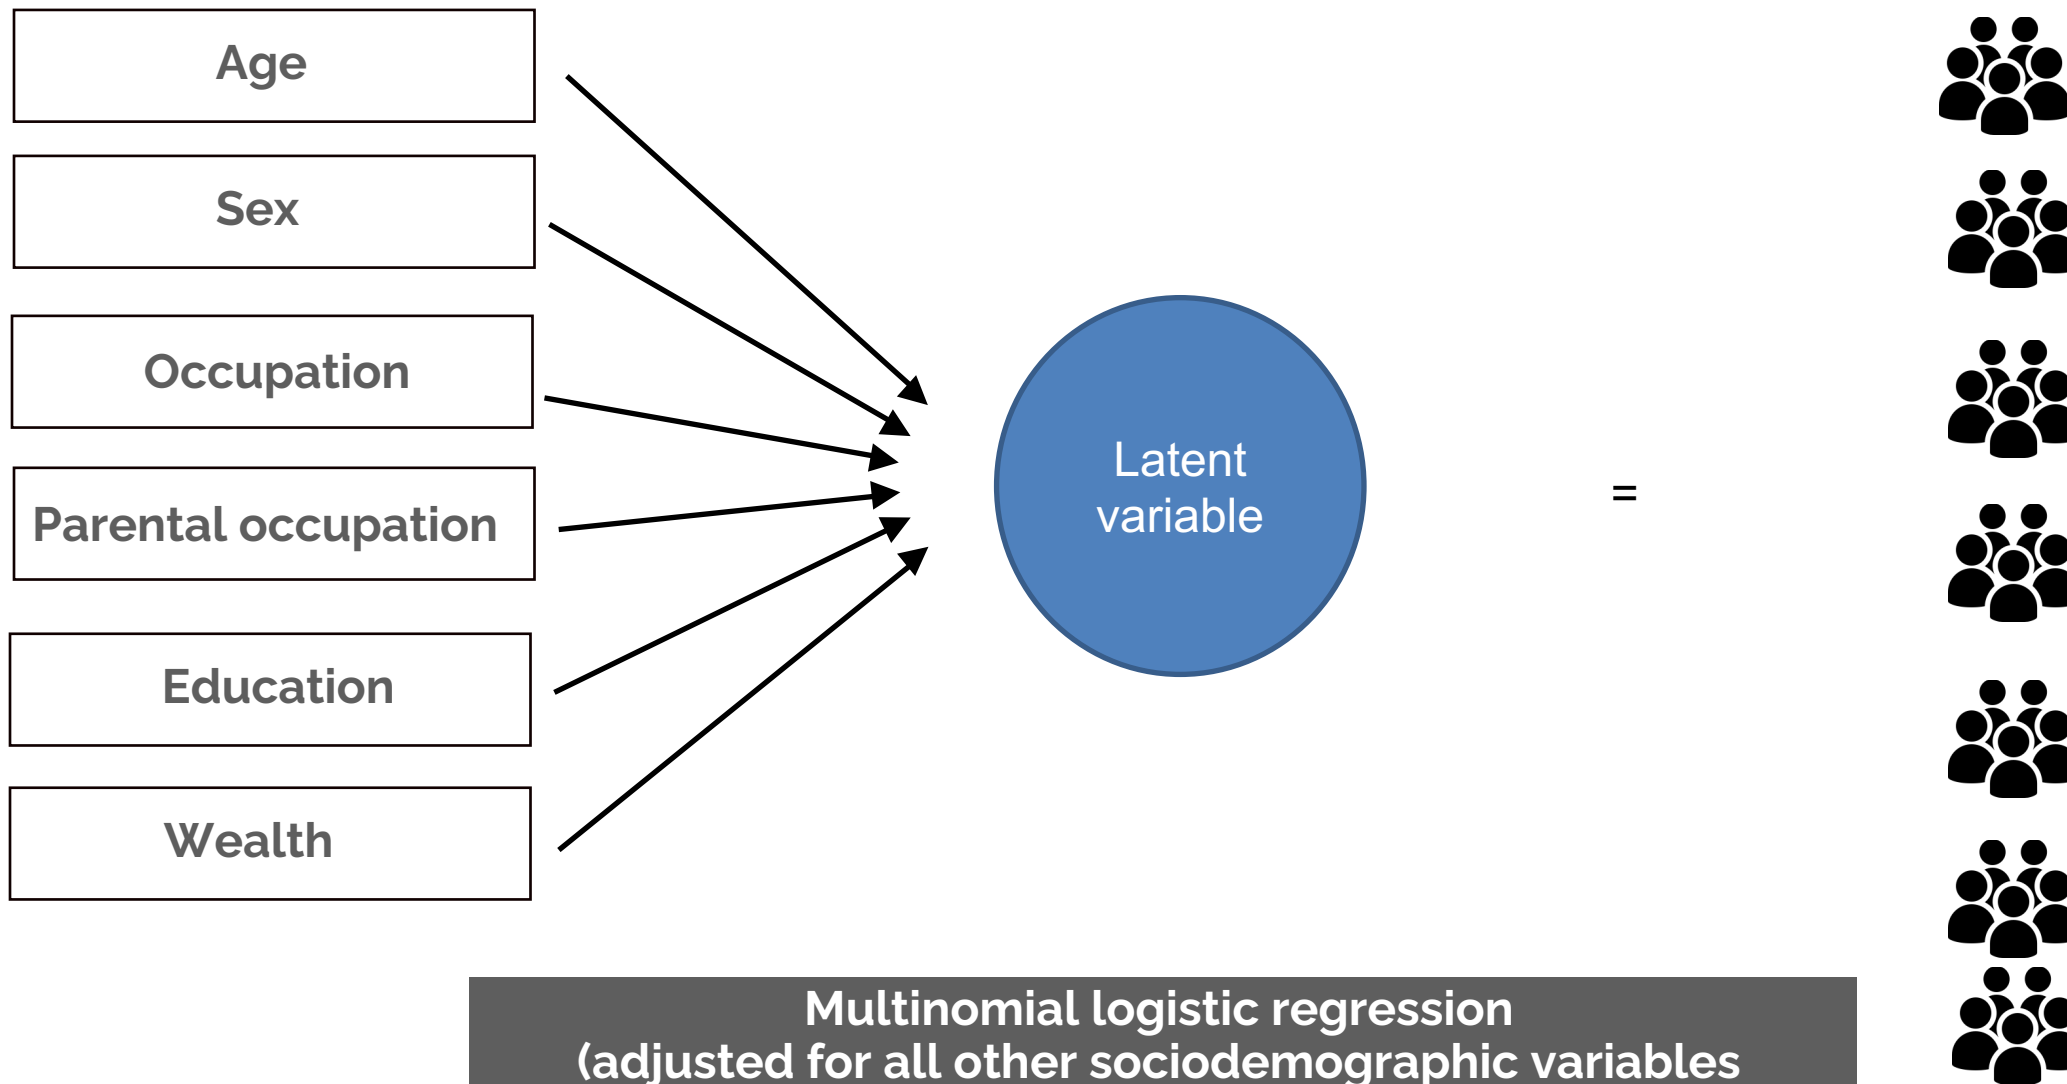 Age
Sex
Occupation
Parental occupation
Education
Wealth
Latent
variable
=
Multinomial logistic regression
(adjusted for all other sociodemographic variables